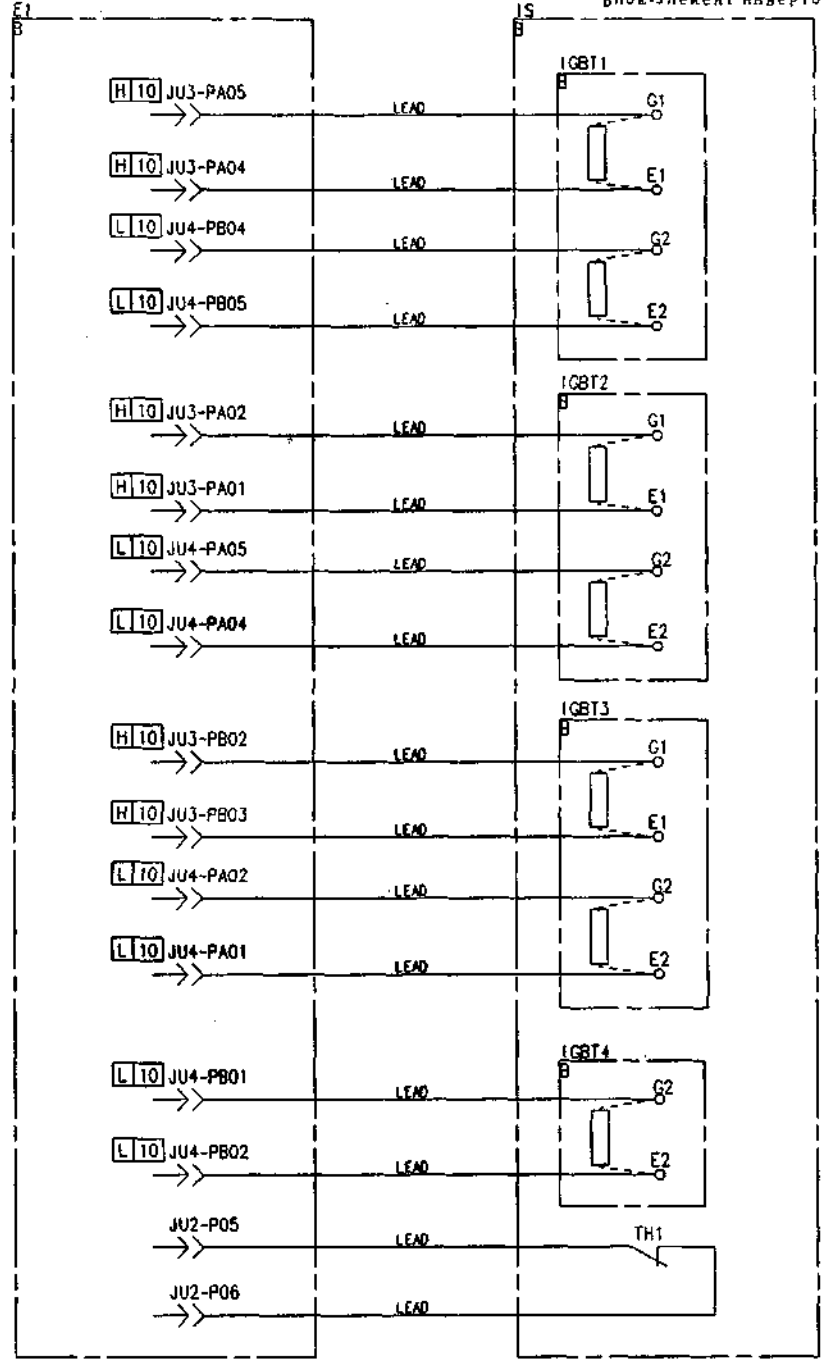 E1
B
IS
B
IGBT1
B
H 10 JU3-PA05
LEAD
G1
H 10 JU3-PA04
LEAD
E1
L 10 JU4-PB04
LEAD
G2
L 10 JU4-PB05
LEAD
E2
IGBT2
B
H 10 JU3-PA02
LEAD
G1
H 10 JU3-PA01
LEAD
E1
L 10 JU4-PA05
LEAD
G2
L 10 JU4-PA04
LEAD
E2
IGBT3
B
H 10 JU3-PB02
LEAD
G1
H 10 JU3-PB03
LEAD
E1
L 10 JU4-PA02
LEAD
G2
L 10 JU4-PA01
LEAD
E2
IGBT4
B
L 10 JU4-PB01
LEAD
G2
L 10 JU4-PB02
LEAD
E2
JU2-P05
LEAD
TH1
JU2-P06
LEAD